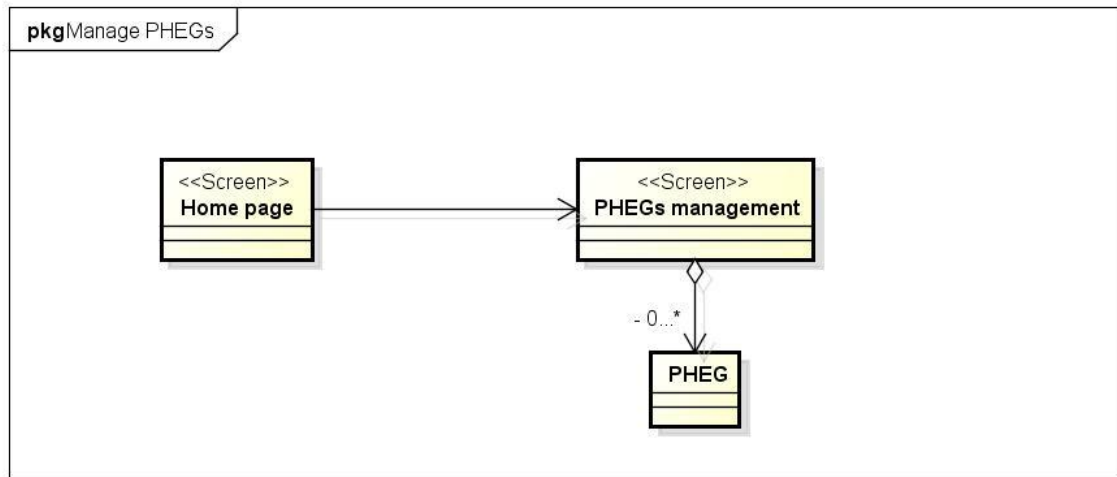 pkgManage PHEGs
<<Screen>>
Home page
<<Screen>>
PHEGs management
- 0...*
PHEG